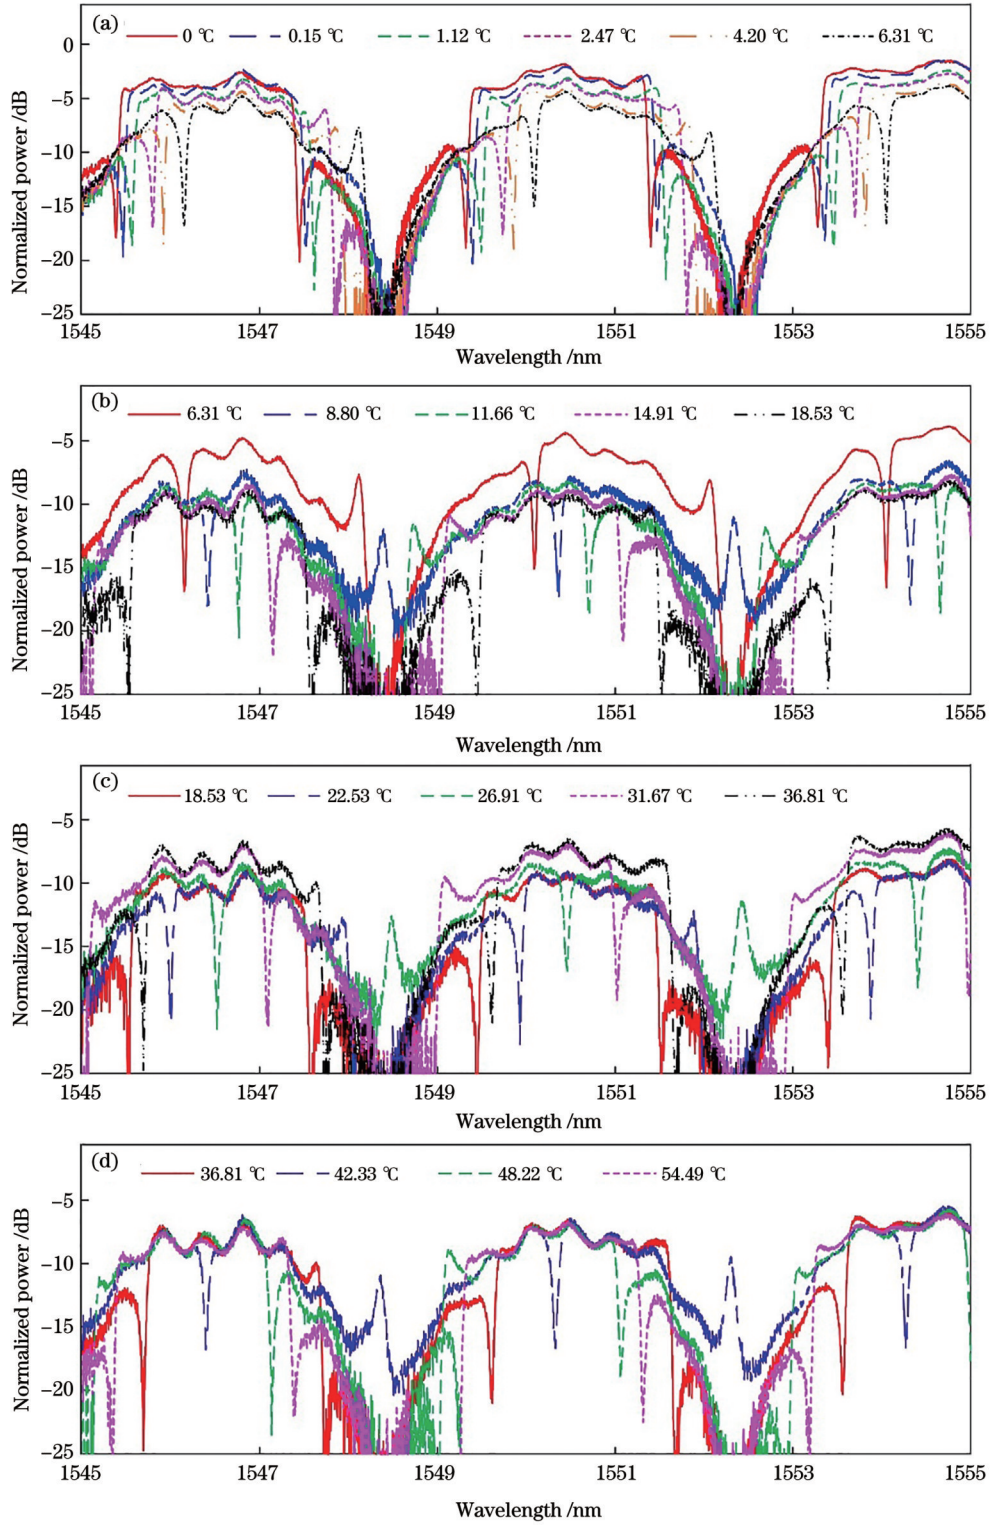 (a) 0 ℃ 0.15 ℃ 1.12 ℃ 2.47 ℃ 4.20 ℃ 6.31 ℃
0
−5
−10
−15
−20
−25
Normalized power /dB
1545 1547 1549 1551 1553 1555
Wavelength /nm
(b) 6.31 ℃ 8.80 ℃ 11.66 ℃ 14.91 ℃ 18.53 ℃
−5
−10
−15
−20
−25
Normalized power /dB
1545 1547 1549 1551 1553 1555
Wavelength /nm
(c) 18.53 ℃ 22.53 ℃ 26.91 ℃ 31.67 ℃ 36.81 ℃
−5
−10
−15
−20
−25
Normalized power /dB
1545 1547 1549 1551 1553 1555
Wavelength /nm
(d) 36.81 ℃ 42.33 ℃ 48.22 ℃ 54.49 ℃
−5
−10
−15
−20
−25
Normalized power /dB
1545 1547 1549 1551 1553 1555
Wavelength /nm